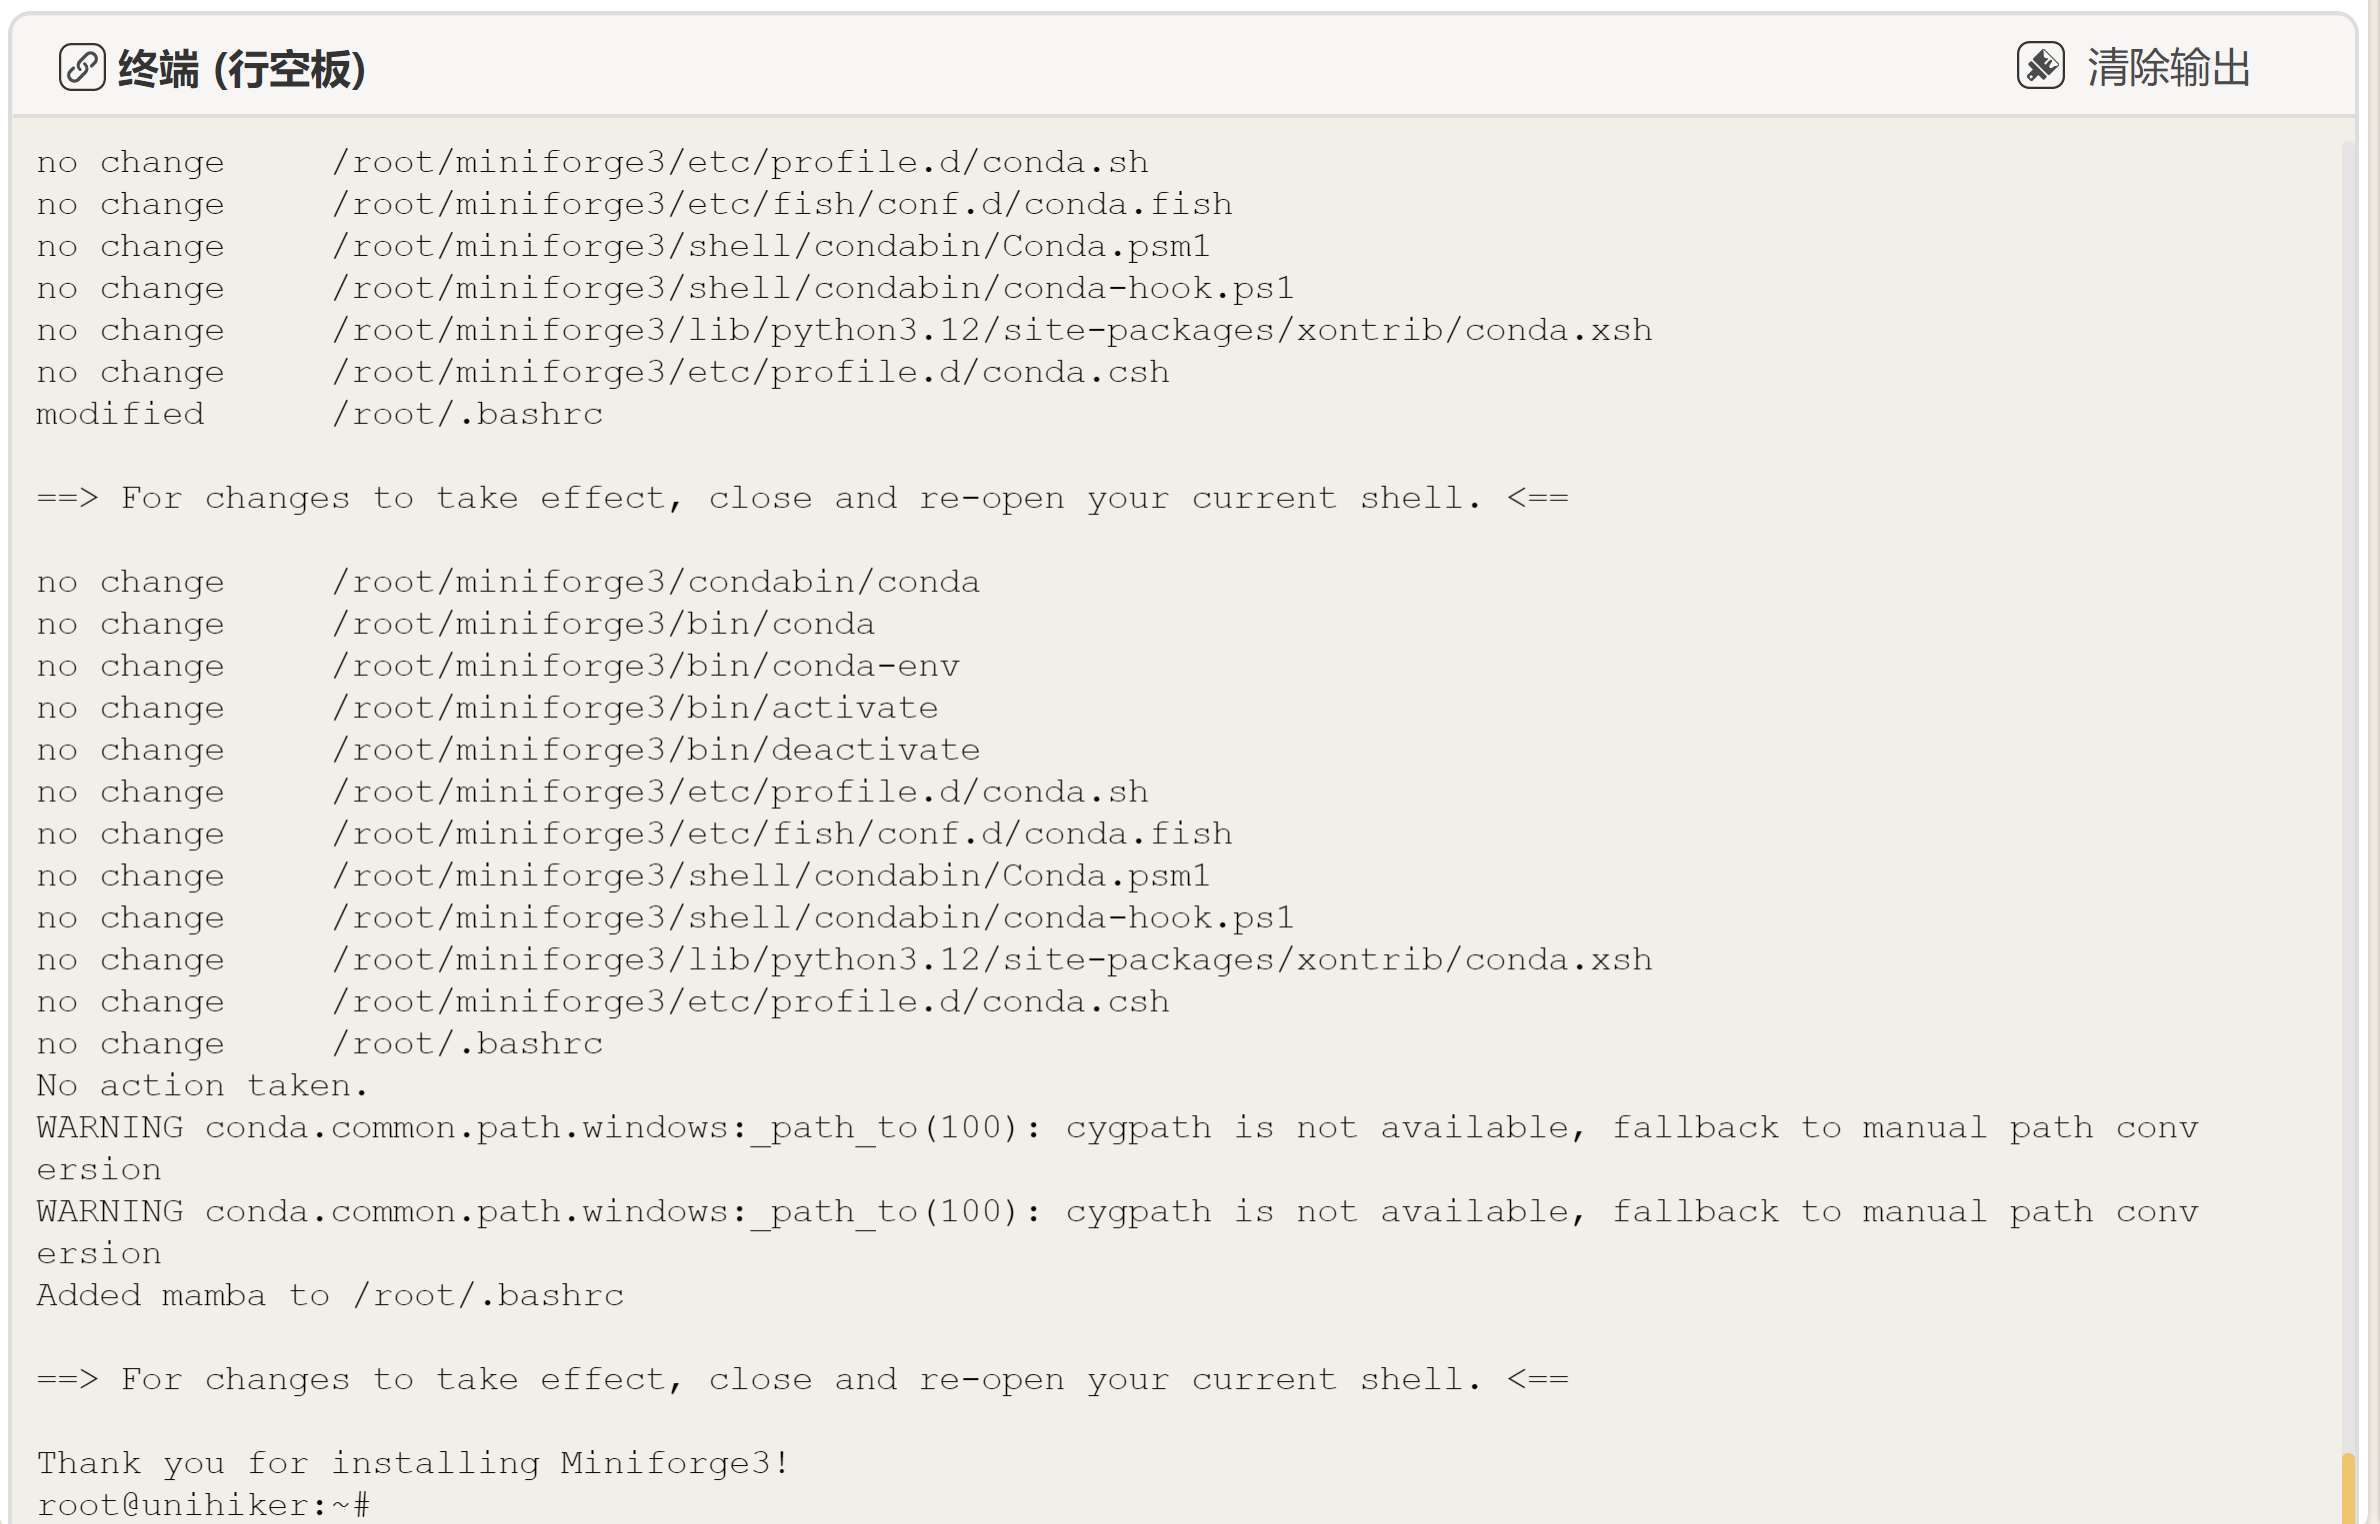 终端 (行空板)
清除输出
no change     /root/miniforge3/etc/profile.d/conda.sh
no change     /root/miniforge3/etc/fish/conf.d/conda.fish
no change     /root/miniforge3/shell/condabin/Conda.psm1
no change     /root/miniforge3/shell/condabin/conda-hook.ps1
no change     /root/miniforge3/lib/python3.12/site-packages/xontrib/conda.xsh
no change     /root/miniforge3/etc/profile.d/conda.csh
modified      /root/.bashrc
==> For changes to take effect, close and re-open your current shell. <==
no change     /root/miniforge3/condabin/conda
no change     /root/miniforge3/bin/conda
no change     /root/miniforge3/bin/conda-env
no change     /root/miniforge3/bin/activate
no change     /root/miniforge3/bin/deactivate
no change     /root/miniforge3/etc/profile.d/conda.sh
no change     /root/miniforge3/etc/fish/conf.d/conda.fish
no change     /root/miniforge3/shell/condabin/Conda.psm1
no change     /root/miniforge3/shell/condabin/conda-hook.ps1
no change     /root/miniforge3/lib/python3.12/site-packages/xontrib/conda.xsh
no change     /root/miniforge3/etc/profile.d/conda.csh
no change     /root/.bashrc
No action taken.
WARNING conda.common.path.windows:_path_to(100): cygpath is not available, fallback to manual path conv
ersion
WARNING conda.common.path.windows:_path_to(100): cygpath is not available, fallback to manual path conv
ersion
Added mamba to /root/.bashrc
==> For changes to take effect, close and re-open your current shell. <==
Thank you for installing Miniforge3!
root@unihiker:~#